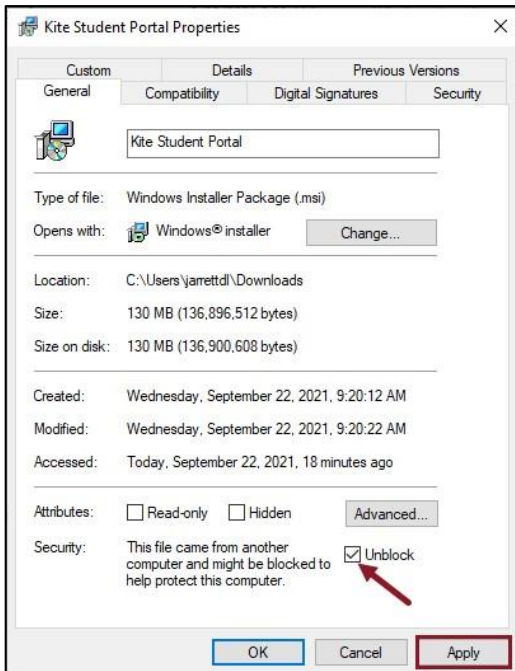 Kite Student Portal Properties
Custom Details Previous Versions
General Compatibility Digital Signatures Security
Kite Student Portal
Type of file: Windows Installer Package (.msi)
Opens with: Windows® installer Change...
Location: C:\Users\jarrettdl\Downloads
Size: 130 MB (136,896,512 bytes)
Size on disk: 130 MB (136,900,608 bytes)
Created: Wednesday, September 22, 2021, 9:20:12 AM
Modified: Wednesday, September 22, 2021, 9:20:22 AM
Accessed: Today, September 22, 2021, 18 minutes ago
Attributes: Read-only Hidden Advanced...
Security: This file came from another
computer and might be blocked to
help protect this computer.
Unblock
OK Cancel Apply